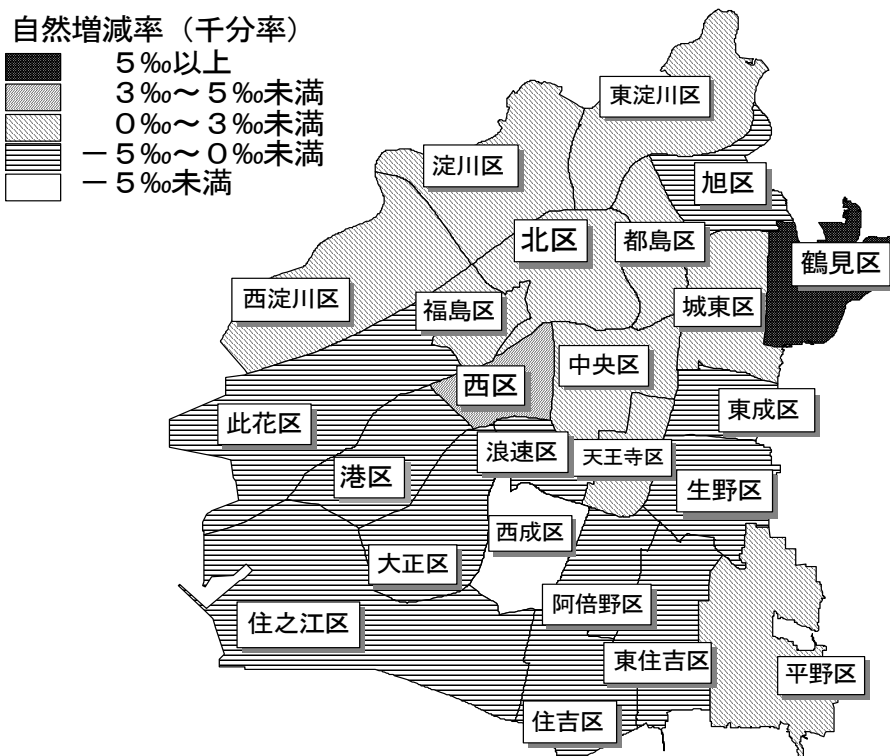 自然増減率（千分率）
５‰以上
３‰～５‰未満
０‰～３‰未満
－５‰～０‰未満
－５‰未満
東淀川区
淀川区
旭区
北区
都島区
鶴見区
西淀川区
福島区
城東区
中央区
西区
東成区
此花区
浪速区
天王寺区
港区
生野区
西成区
大正区
阿倍野区
住之江区
東住吉区
平野区
住吉区